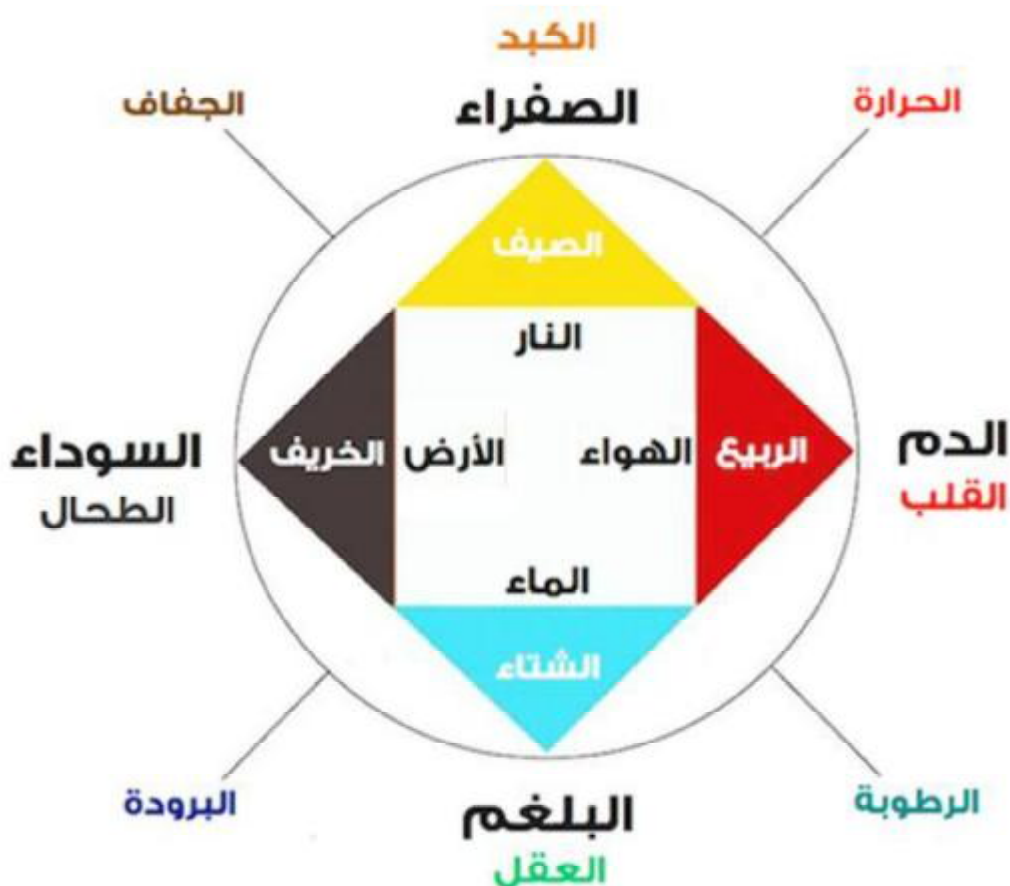 الكبد
الحرارة
الصفراء
الجفاف
الصيف
النار
الدم
القلب
الربيع
الهواء
الأرض
الخريف
السوداء
الطحال
الماء
الشتاء
الرطوبة
البلغم
البرودة
العقل